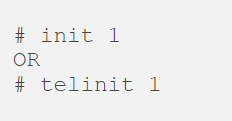 # init 1
OR
# telinit 1